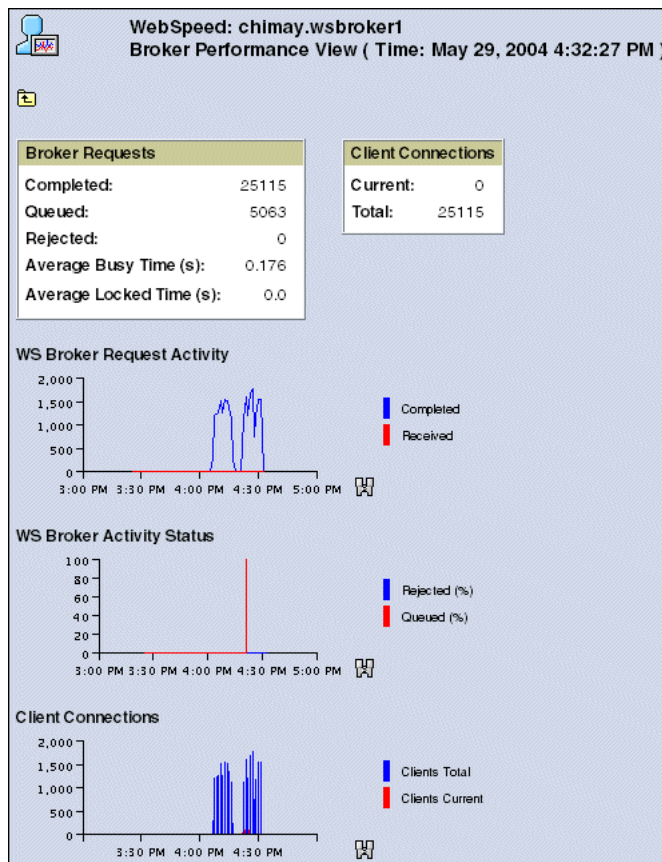 WebSpeed: chimay.wsbroker1
Broker Performance View ( Time: May 29, 2004 4:32:27 PM )
Broker Requests
Completed: 25115
Queued: 5063
Rejected: 0
Average Busy Time (s): 0.176
Average Locked Time (s): 0.0
Client Connections
Current: 0
Total: 25115
WS Broker Request Activity
2,000
1,500
1,000
500
0
3:00 PM 3:30 PM 4:00 PM 4:30 PM 5:00 PM
Completed
Received
WS Broker Activity Status
100
80
60
40
20
0
3:00 PM 3:30 PM 4:00 PM 4:30 PM 5:00 PM
Rejected (%)
Queued (%)
Client Connections
2,000
1,500
1,000
500
0
3:30 PM 4:00 PM 4:30 PM
Clients Total
Clients Current